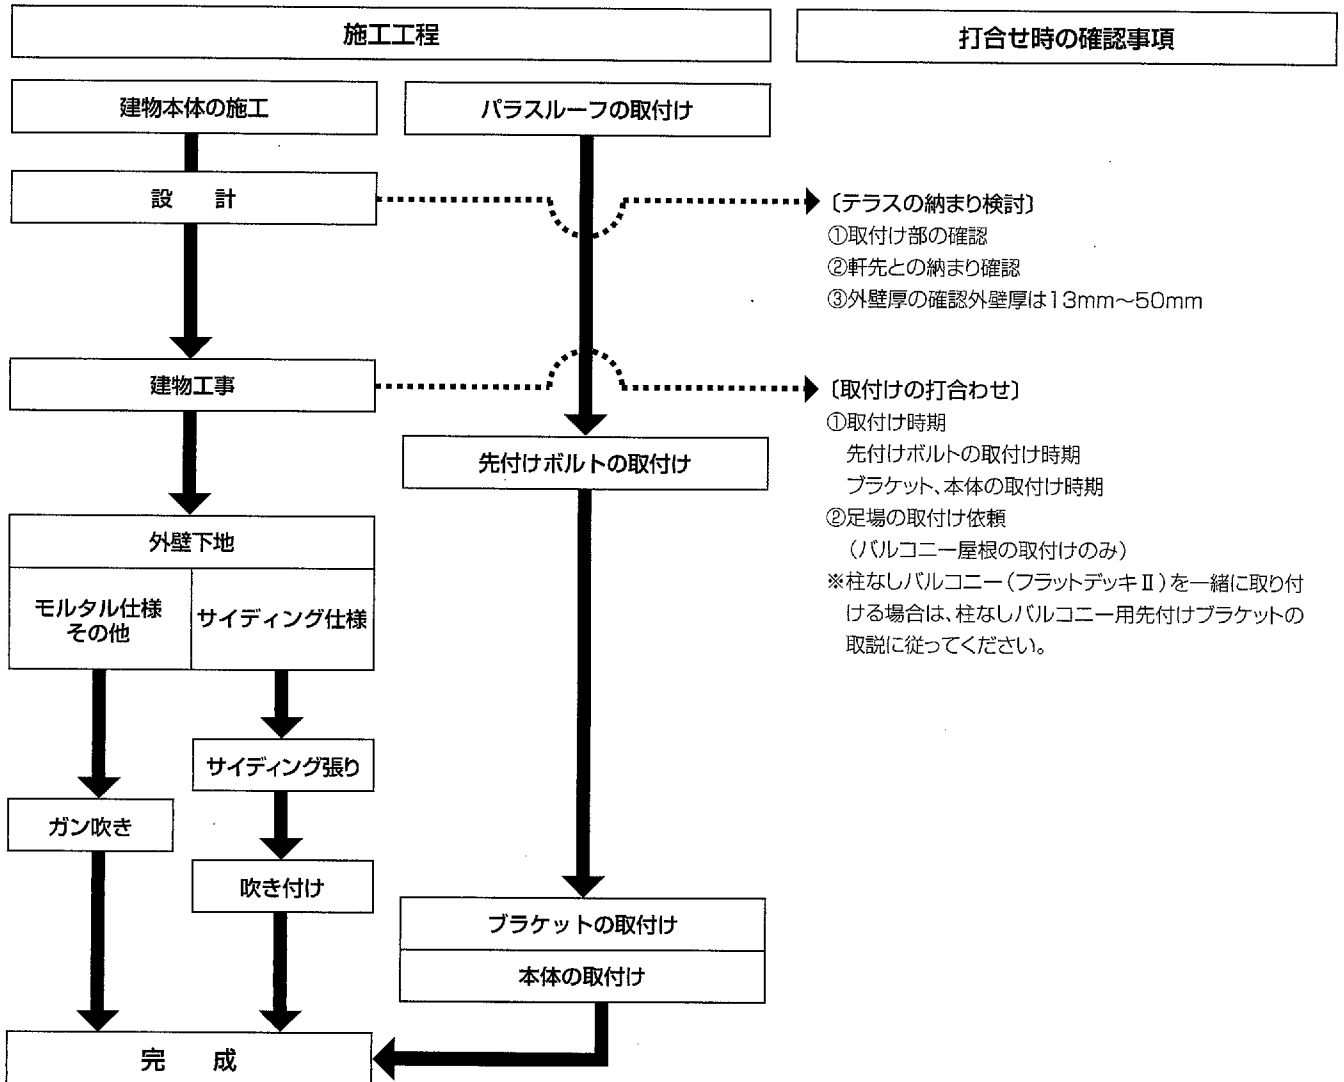 施工工程
打合せ時の確認事項
建物本体の施工
パラスルーフの取付け
設　計
〔テラスの納まり検討〕
①取付け部の確認
②軒先との納まり確認
③外壁厚の確認外壁厚は13mm～50mm
建物工事
〔取付けの打合わせ〕
①取付け時期
先付けボルトの取付け時期
ブラケット、本体の取付け時期
②足場の取付け依頼
（バルコニー屋根の取付けのみ）
※柱なしバルコニー（フラットデッキⅡ）を一緒に取り付
ける場合は、柱なしバルコニー用先付けブラケットの
取説に従ってください。
先付けボルトの取付け
外壁下地
モルタル仕様
その他
サイディング仕様
サイディング張り
ガン吹き
吹き付け
ブラケットの取付け
本体の取付け
完　成